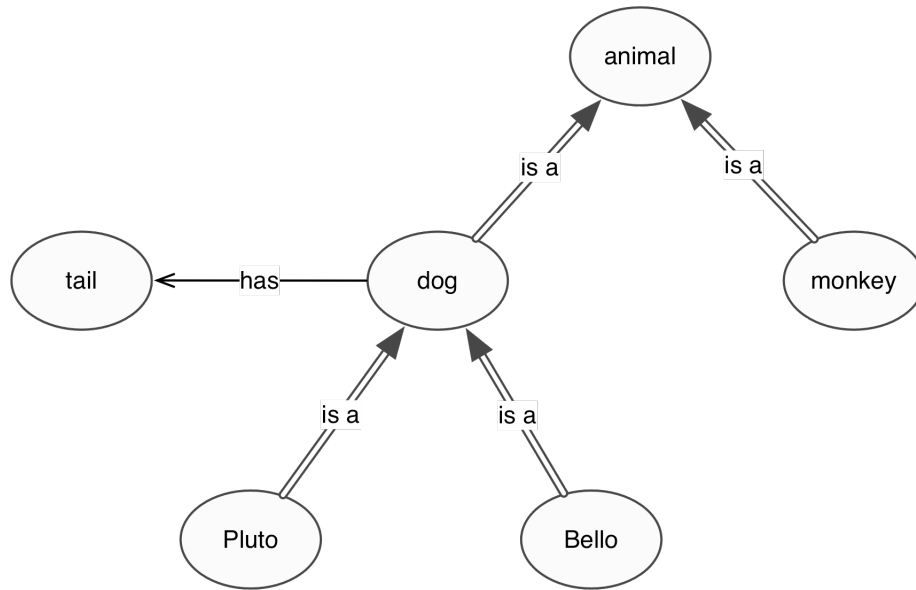 animal
is a
is a
tail
has
dog
monkey
is a
is a
Pluto
Bello